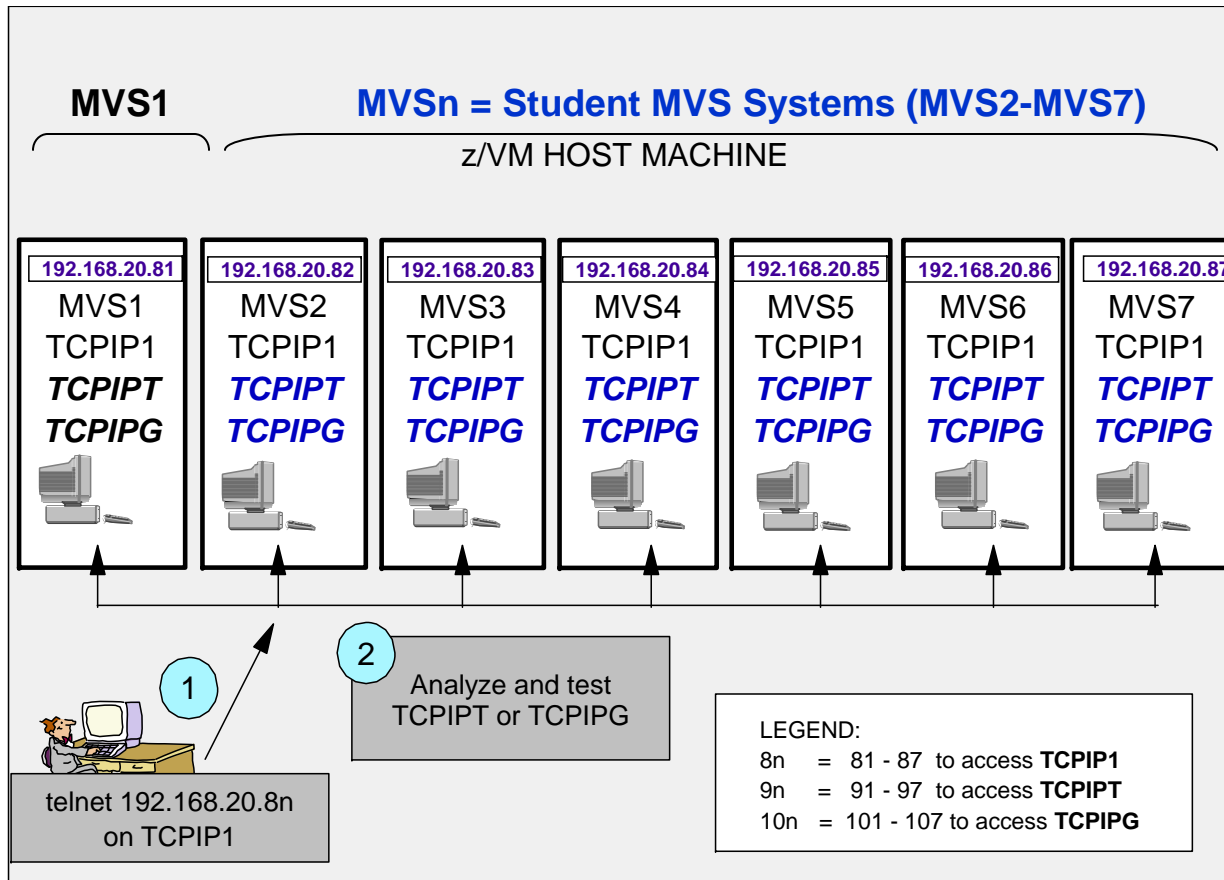 MVS1
MVSn = Student MVS Systems (MVS2-MVS7)
z/VM HOST MACHINE
192.168.20.81
MVS1
TCPIP1
TCPIPT
TCPIPG
192.168.20.82
MVS2
TCPIP1
TCPIPT
TCPIPG
192.168.20.83
MVS3
TCPIP1
TCPIPT
TCPIPG
192.168.20.84
MVS4
TCPIP1
TCPIPT
TCPIPG
192.168.20.85
MVS5
TCPIP1
TCPIPT
TCPIPG
192.168.20.86
MVS6
TCPIP1
TCPIPT
TCPIPG
192.168.20.87
MVS7
TCPIP1
TCPIPT
TCPIPG
1
telnet 192.168.20.8n
on TCPIP1
2
Analyze and test
TCPIPT or TCPIPG
LEGEND:
8n = 81 - 87 to access TCPIP1
9n = 91 - 97 to access TCPIPT
10n = 101 - 107 to access TCPIPG